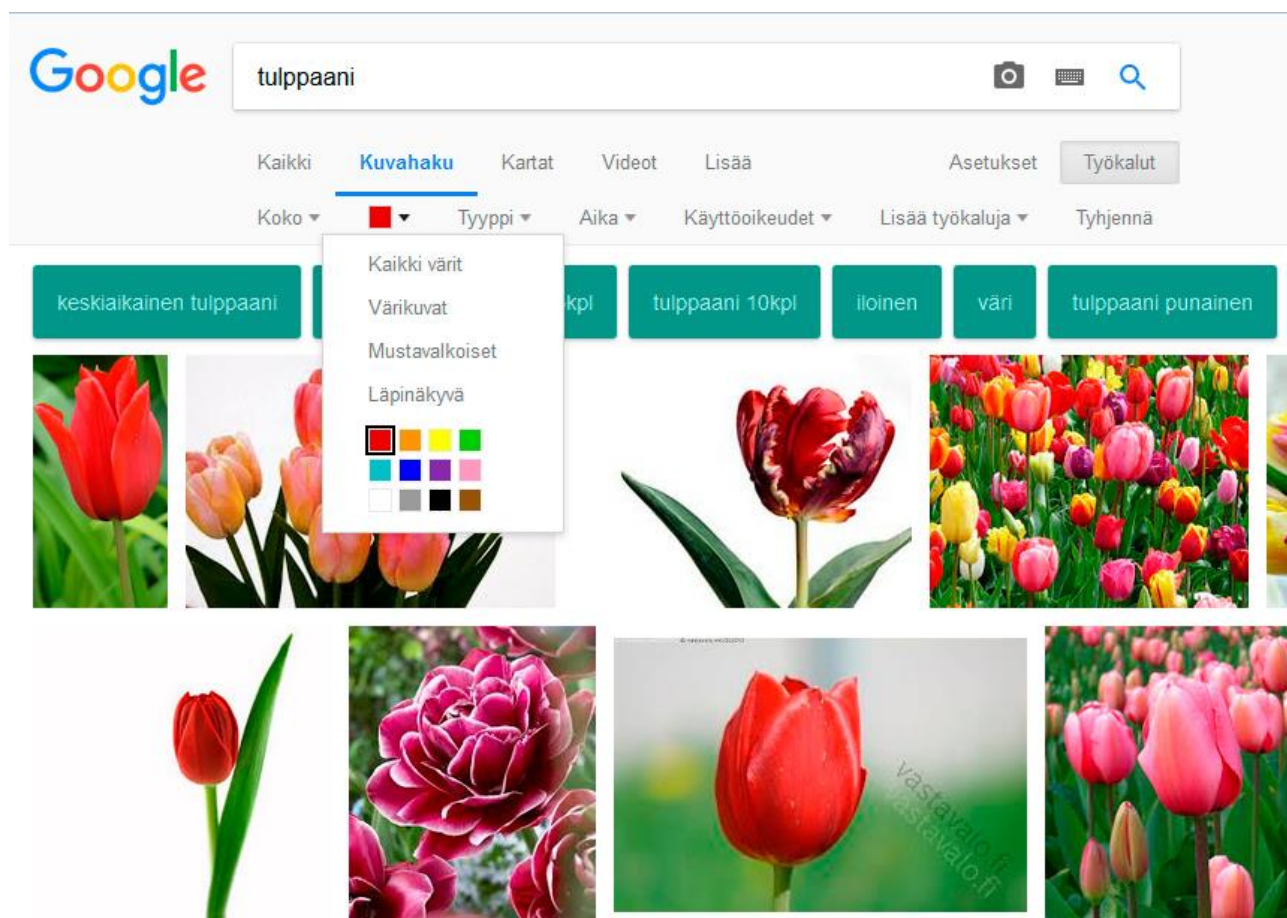 Google tulppaani
Kaikki Kuvahaku Kartat Videot Lisää Asetukset Työkalut
Koko Tyyppi Aika Käyttöoikeudet Lisää työkaluja Tyhjennä
Kaikki värit
Värikuvat
Mustavalkoiset
Läpinäkyvä
keskiaikainen tulppaani kpl tulppaani 10kpl iloinen väri tulppaani punainen
vastavalo.fi
vastavalo.fi